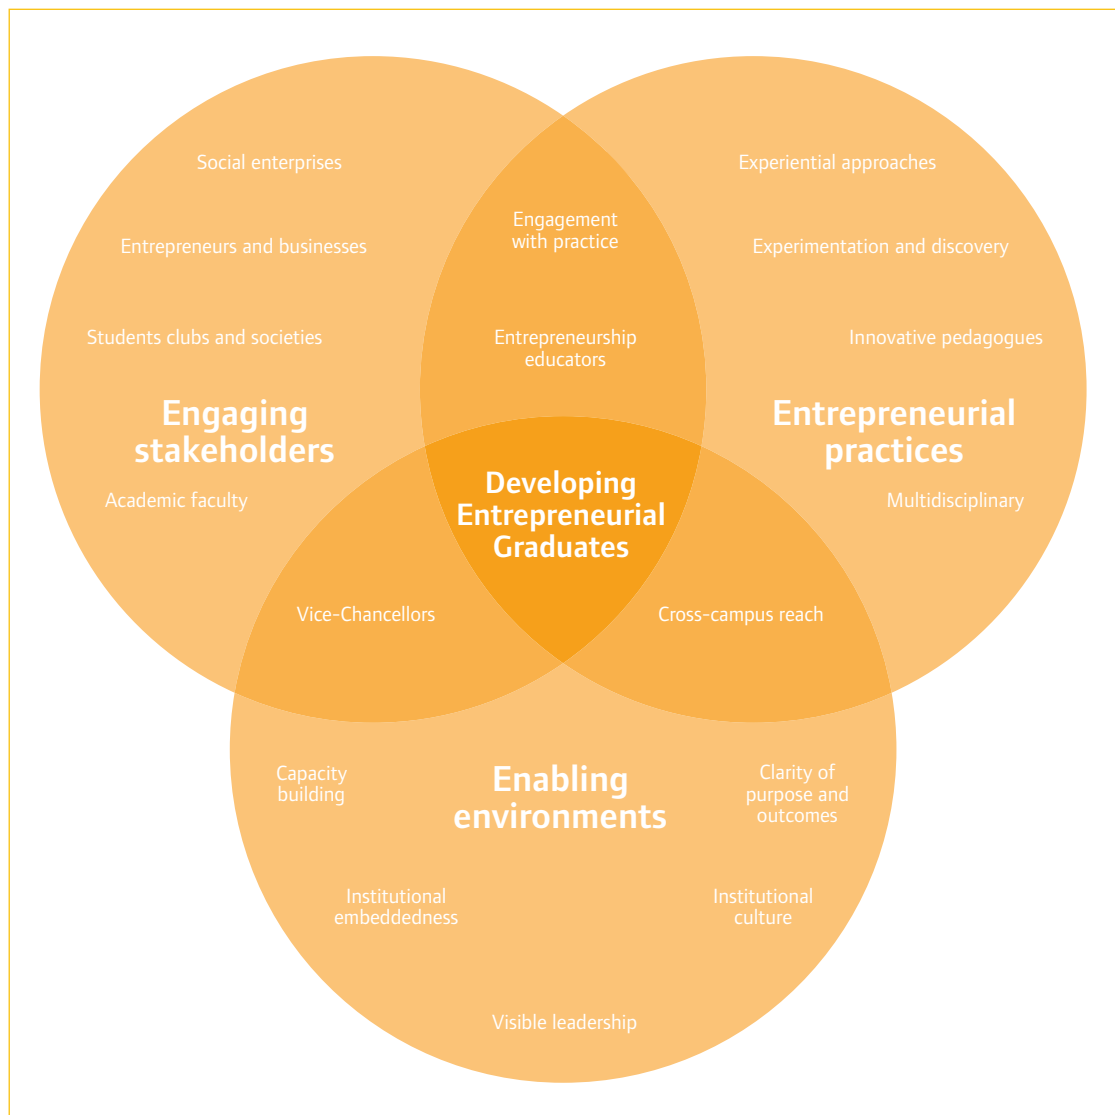 Social enterprises
Entrepreneurs and businesses
Students clubs and societies
Engaging
stakeholders
Academic faculty
Engagement
with practice
Entrepreneurship
educators
Experiential approaches
Experimentation and discovery
Innovative pedagogues
Entrepreneurial
practices
Multidisciplinary
Developing
Entrepreneurial
Graduates
Vice-Chancellors
Cross-campus reach
Capacity
building
Enabling
environments
Clarity of
purpose and
outcomes
Institutional
embeddedness
Institutional
culture
Visible leadership